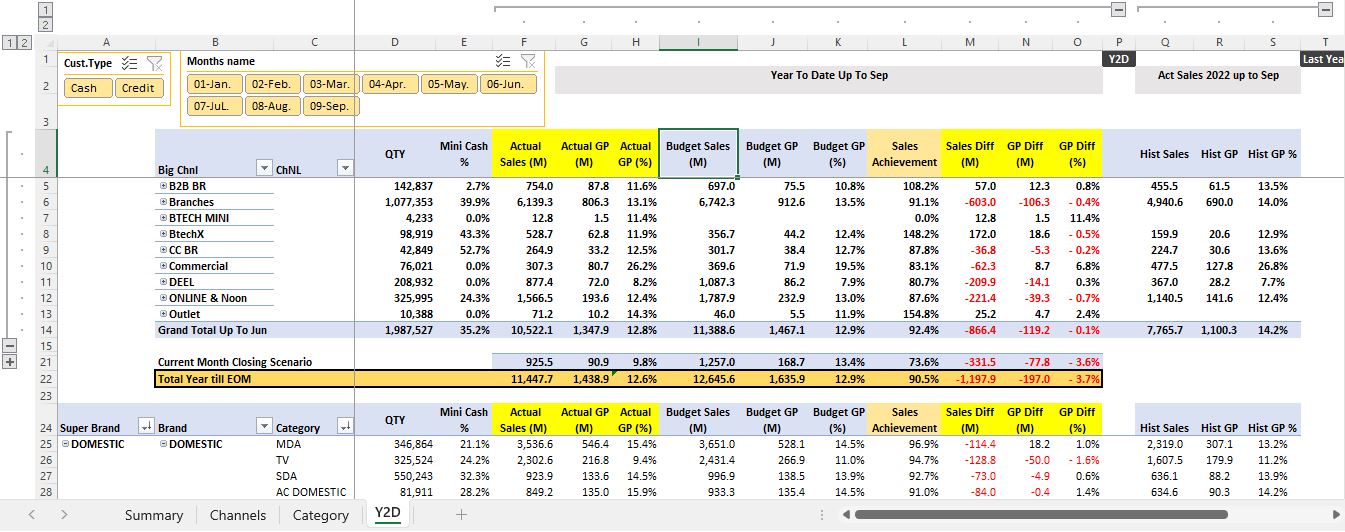 1
2
1 2 A B C D E F G H I J K L M N O P Q R S T
1 Cust.Type Months name Y2D Last Yea
2 Cash Credit 01-Jan. 02-Feb. 03-Mar. 04-Apr. 05-May. 06-Jun. Year To Date Up To Sep Act Sales 2022 up to Sep
07-JuL. 08-Aug. 09-Sep.
3
4 Big Chnl ChNL QTY Mini Cash % Actual Sales (M) Actual GP (M) Actual GP (%) Budget Sales (M) Budget GP (M) Budget GP (%) Sales Achievement Sales Diff (M) GP Diff (M) GP Diff (%) Hist Sales Hist GP Hist GP %
5 B2B BR 142,837 2.7% 754.0 87.8 11.6% 697.0 75.5 10.8% 108.2% 57.0 12.3 0.8% 455.5 61.5 13.5%
6 Branches 1,077,353 39.9% 6,139.3 806.3 13.1% 6,742.3 912.6 13.5% 91.1% -603.0 -106.3 - 0.4% 4,940.6 690.0 14.0%
7 BTECH MINI 4,233 0.0% 12.8 1.5 11.4% 0.0% 12.8 1.5 11.4%
8 BtechX 98,919 43.3% 528.7 62.8 11.9% 356.7 44.2 12.4% 148.2% 172.0 18.6 - 0.5% 159.9 20.6 12.9%
9 CC BR 42,849 52.7% 264.9 33.2 12.5% 301.7 38.4 12.7% 87.8% -36.8 -5.3 - 0.2% 224.7 30.6 13.6%
10 Commercial 76,021 0.0% 307.3 80.7 26.2% 369.6 71.9 19.5% 83.1% -62.3 8.7 6.8% 477.5 127.8 26.8%
11 DEEL 208,932 0.0% 877.4 72.0 8.2% 1,087.3 86.2 7.9% 80.7% -209.9 -14.1 0.3% 367.0 28.2 7.7%
12 ONLINE & Noon 325,995 24.3% 1,566.5 193.6 12.4% 1,787.9 232.9 13.0% 87.6% -221.4 -39.3 - 0.7% 1,140.5 141.6 12.4%
13 Outlet 10,388 0.0% 71.2 10.2 14.3% 46.0 5.5 11.9% 154.8% 25.2 4.7 2.4%
14 Grand Total Up To Jun 1,987,527 35.2% 10,522.1 1,347.9 12.8% 11,388.6 1,467.1 12.9% 92.4% -866.4 -119.2 - 0.1% 7,765.7 1,100.3 14.2%
15
21 Current Month Closing Scenario 925.5 90.9 9.8% 1,257.0 168.7 13.4% 73.6% -331.5 -77.8 - 3.6%
22 Total Year till EOM 11,447.7 1,438.9 12.6% 12,645.6 1,635.9 12.9% 90.5% -1,197.9 -197.0 - 3.7%
23
24 Super Brand Brand Category QTY Mini Cash % Actual Sales (M) Actual GP (M) Actual GP (%) Budget Sales (M) Budget GP (M) Budget GP (%) Sales Achievement Sales Diff (M) GP Diff (M) GP Diff (%) Hist Sales Hist GP Hist GP %
25 DOMESTIC DOMESTIC MDA 346,864 21.1% 3,536.6 546.4 15.4% 3,651.0 528.1 14.5% 96.9% -114.4 18.2 1.0% 2,319.0 307.1 13.2%
26 TV 325,524 24.2% 2,302.6 216.8 9.4% 2,431.4 266.9 11.0% 94.7% -128.8 -50.0 - 1.6% 1,607.5 179.9 11.2%
27 SDA 550,243 32.3% 923.9 133.6 14.5% 996.9 138.5 13.9% 92.7% -73.0 -4.9 0.6% 636.1 88.2 13.9%
28 AC DOMESTIC 81,911 28.2% 849.2 135.0 15.9% 933.3 135.4 14.5% 91.0% -84.0 -0.4 1.4% 634.6 90.3 14.2%
Summary Channels Category Y2D